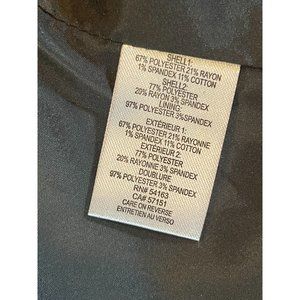 SHELL1:
67% POLYESTER 21% RAYON
1% SPANDEX 11% COTTON
SHELL2:
77% POLYESTER
20% RAYON 3% SPANDEX
LINING:
97% POLYESTER 3%SPANDEX
EXTÉRIEUR 1:
67% POLYESTER 21% RAYONNE
1% SPANDEX 11% COTON
EXTÉRIEUR 2:
77% POLYESTER
20% RAYONNE 3% SPANDEX
DOUBLURE
97% POLYESTER 3% SPANDEX
RN# 54163
CA# 57151
CARE ON REVERSE
ENTRETIEN AU VERSO